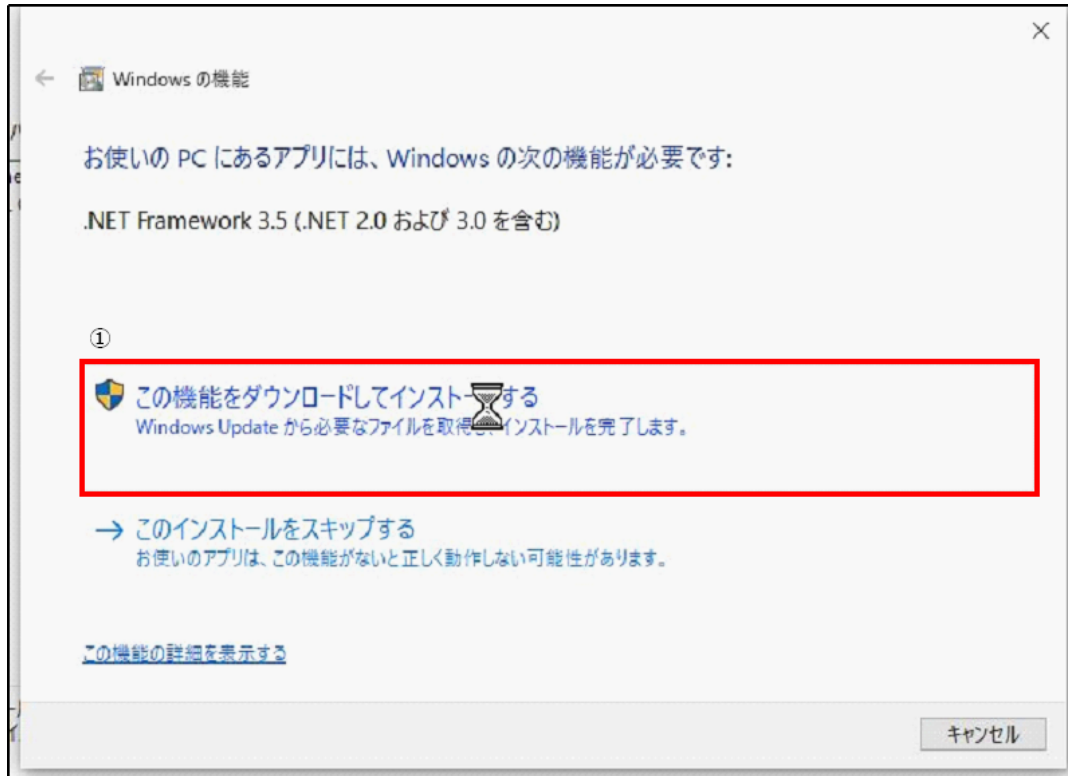 Windows の機能
お使いの PC にあるアプリには、Windows の次の機能が必要です:
.NET Framework 3.5 (.NET 2.0 および 3.0 を含む)
①
この機能をダウンロードしてインストールする
Windows Update から必要なファイルを取得し、インストールを完了します。
このインストールをスキップする
お使いのアプリは、この機能がないと正しく動作しない可能性があります。
この機能の詳細を表示する
キャンセル